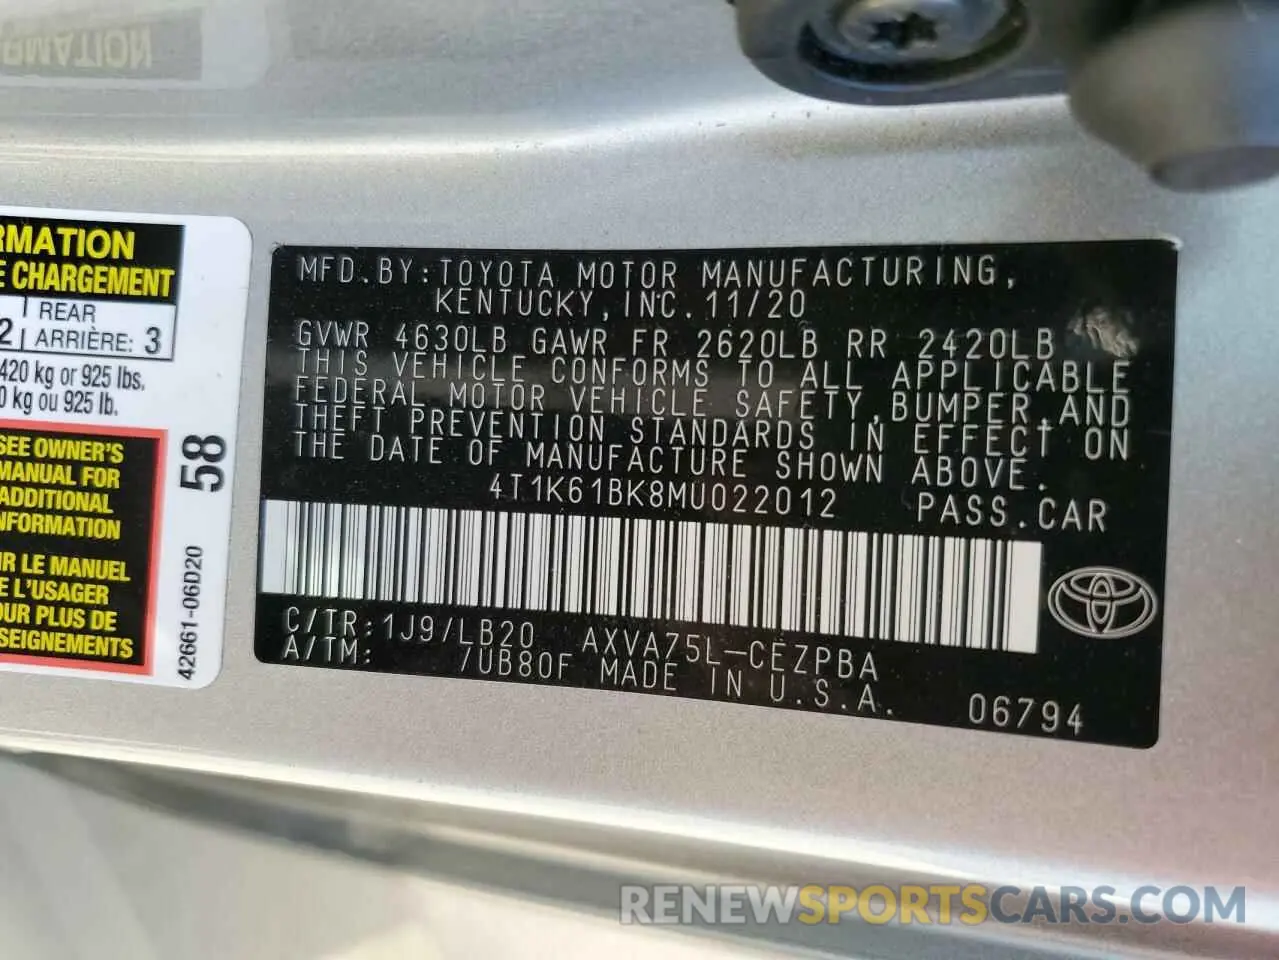 RMATION
E CHARGEMENT
2 REAR
ARRIÈRE: 3
420 kg or 925 lbs.
0 kg ou 925 lb.
SEE OWNER'S
MANUAL FOR
ADDITIONAL
INFORMATION
IR LE MANUEL
E L'USAGER
OUR PLUS DE
SEIGNEMENTS
58
42661-06D20
MFD.BY:TOYOTA MOTOR MANUFACTURING,
KENTUCKY,INC.11/20
GVWR 4630LB GAWR FR 2620LB RR 2420LB
THIS VEHICLE CONFORMS TO ALL APPLICABLE
FEDERAL MOTOR VEHICLE SAFETY,BUMPER,AND
THEFT PREVENTION STANDARDS IN EFFECT ON
THE DATE OF MANUFACTURE SHOWN ABOVE.
4T1K61BK8MU022012 PASS.CAR
C/TR:1J9/LB20 AXVA75L-CEZPBA
A/TM: 7UB80F MADE IN U.S.A.
06794
RENEWSPORTSCARS.COM